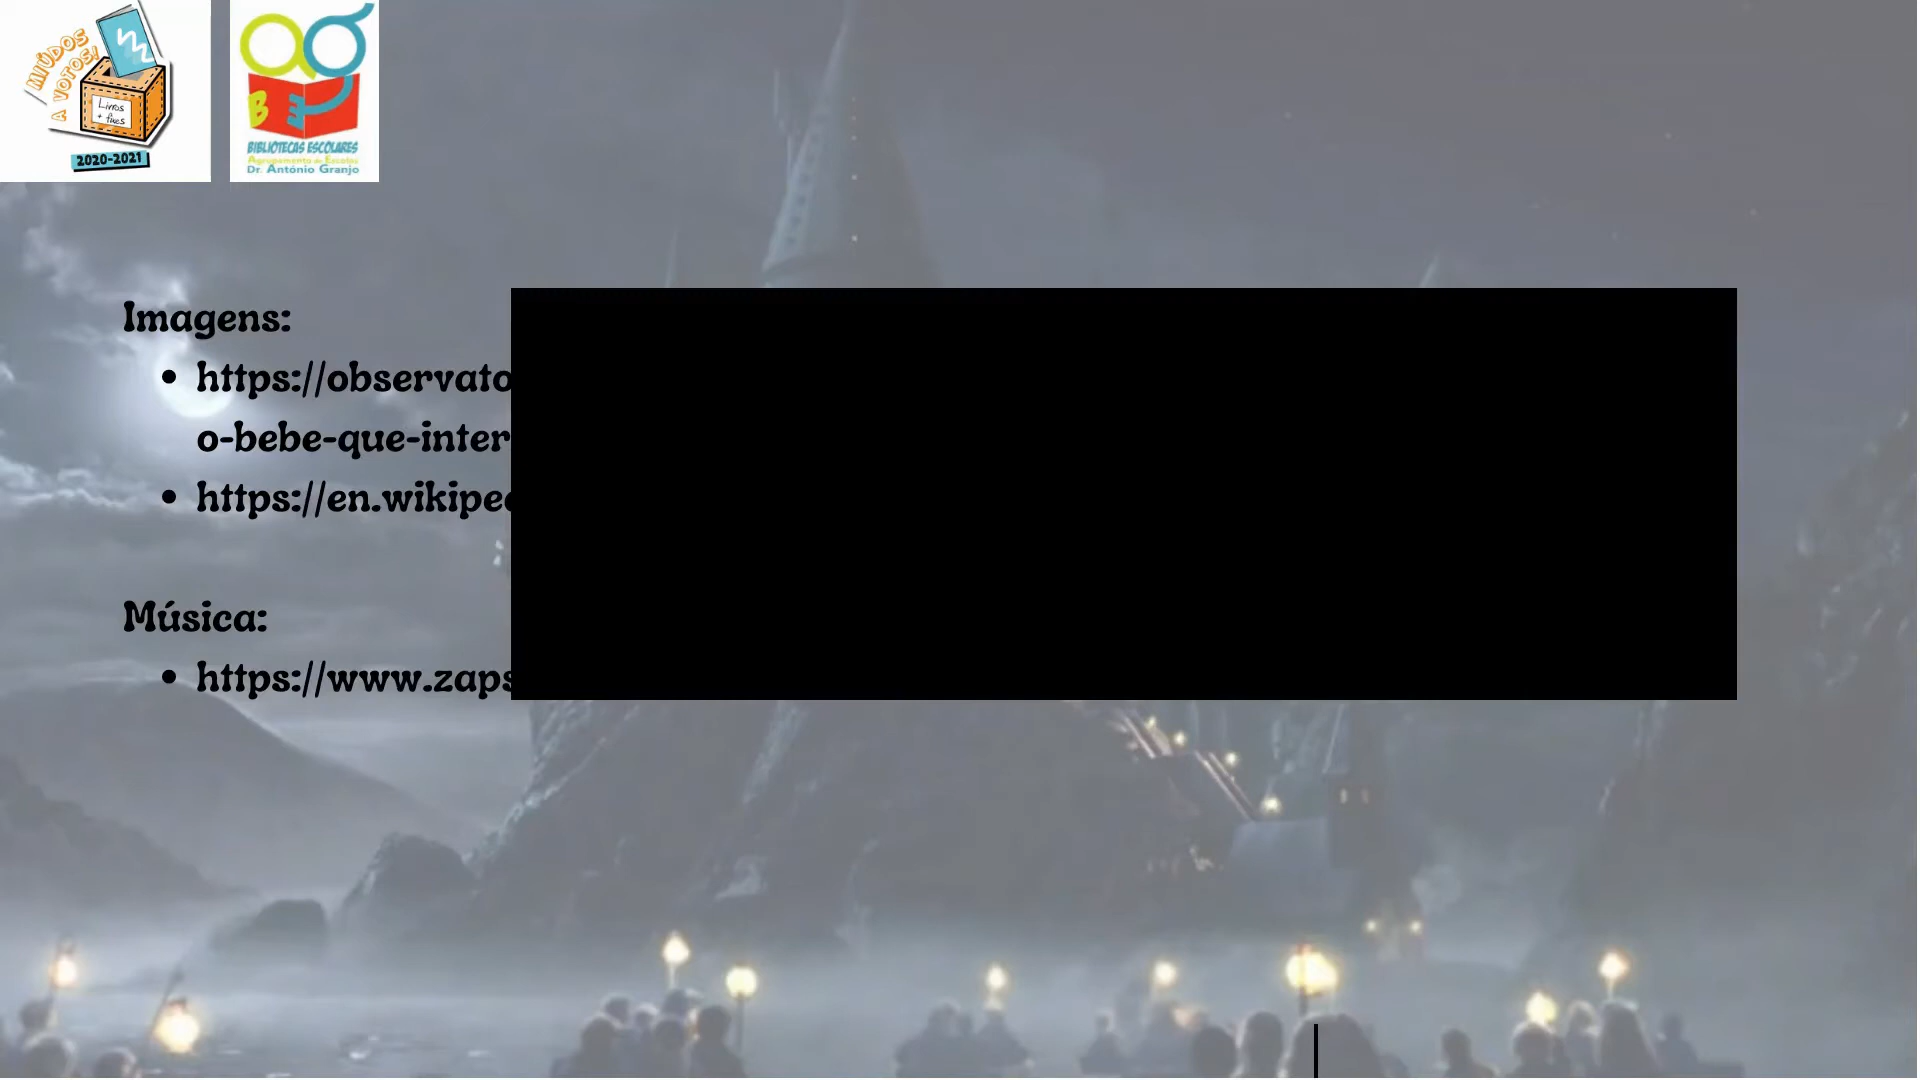 MIÚDOS
A VOTOS!
Livros
+ fixes
2020-2021
BE
BIBLIOTECAS ESCOLARES
Agrupamento de Escolas
Dr. António Granjo
Imagens:
• https://observato
o-bebe-que-inter
• https://en.wikipe
Música:
• https://www.zaps